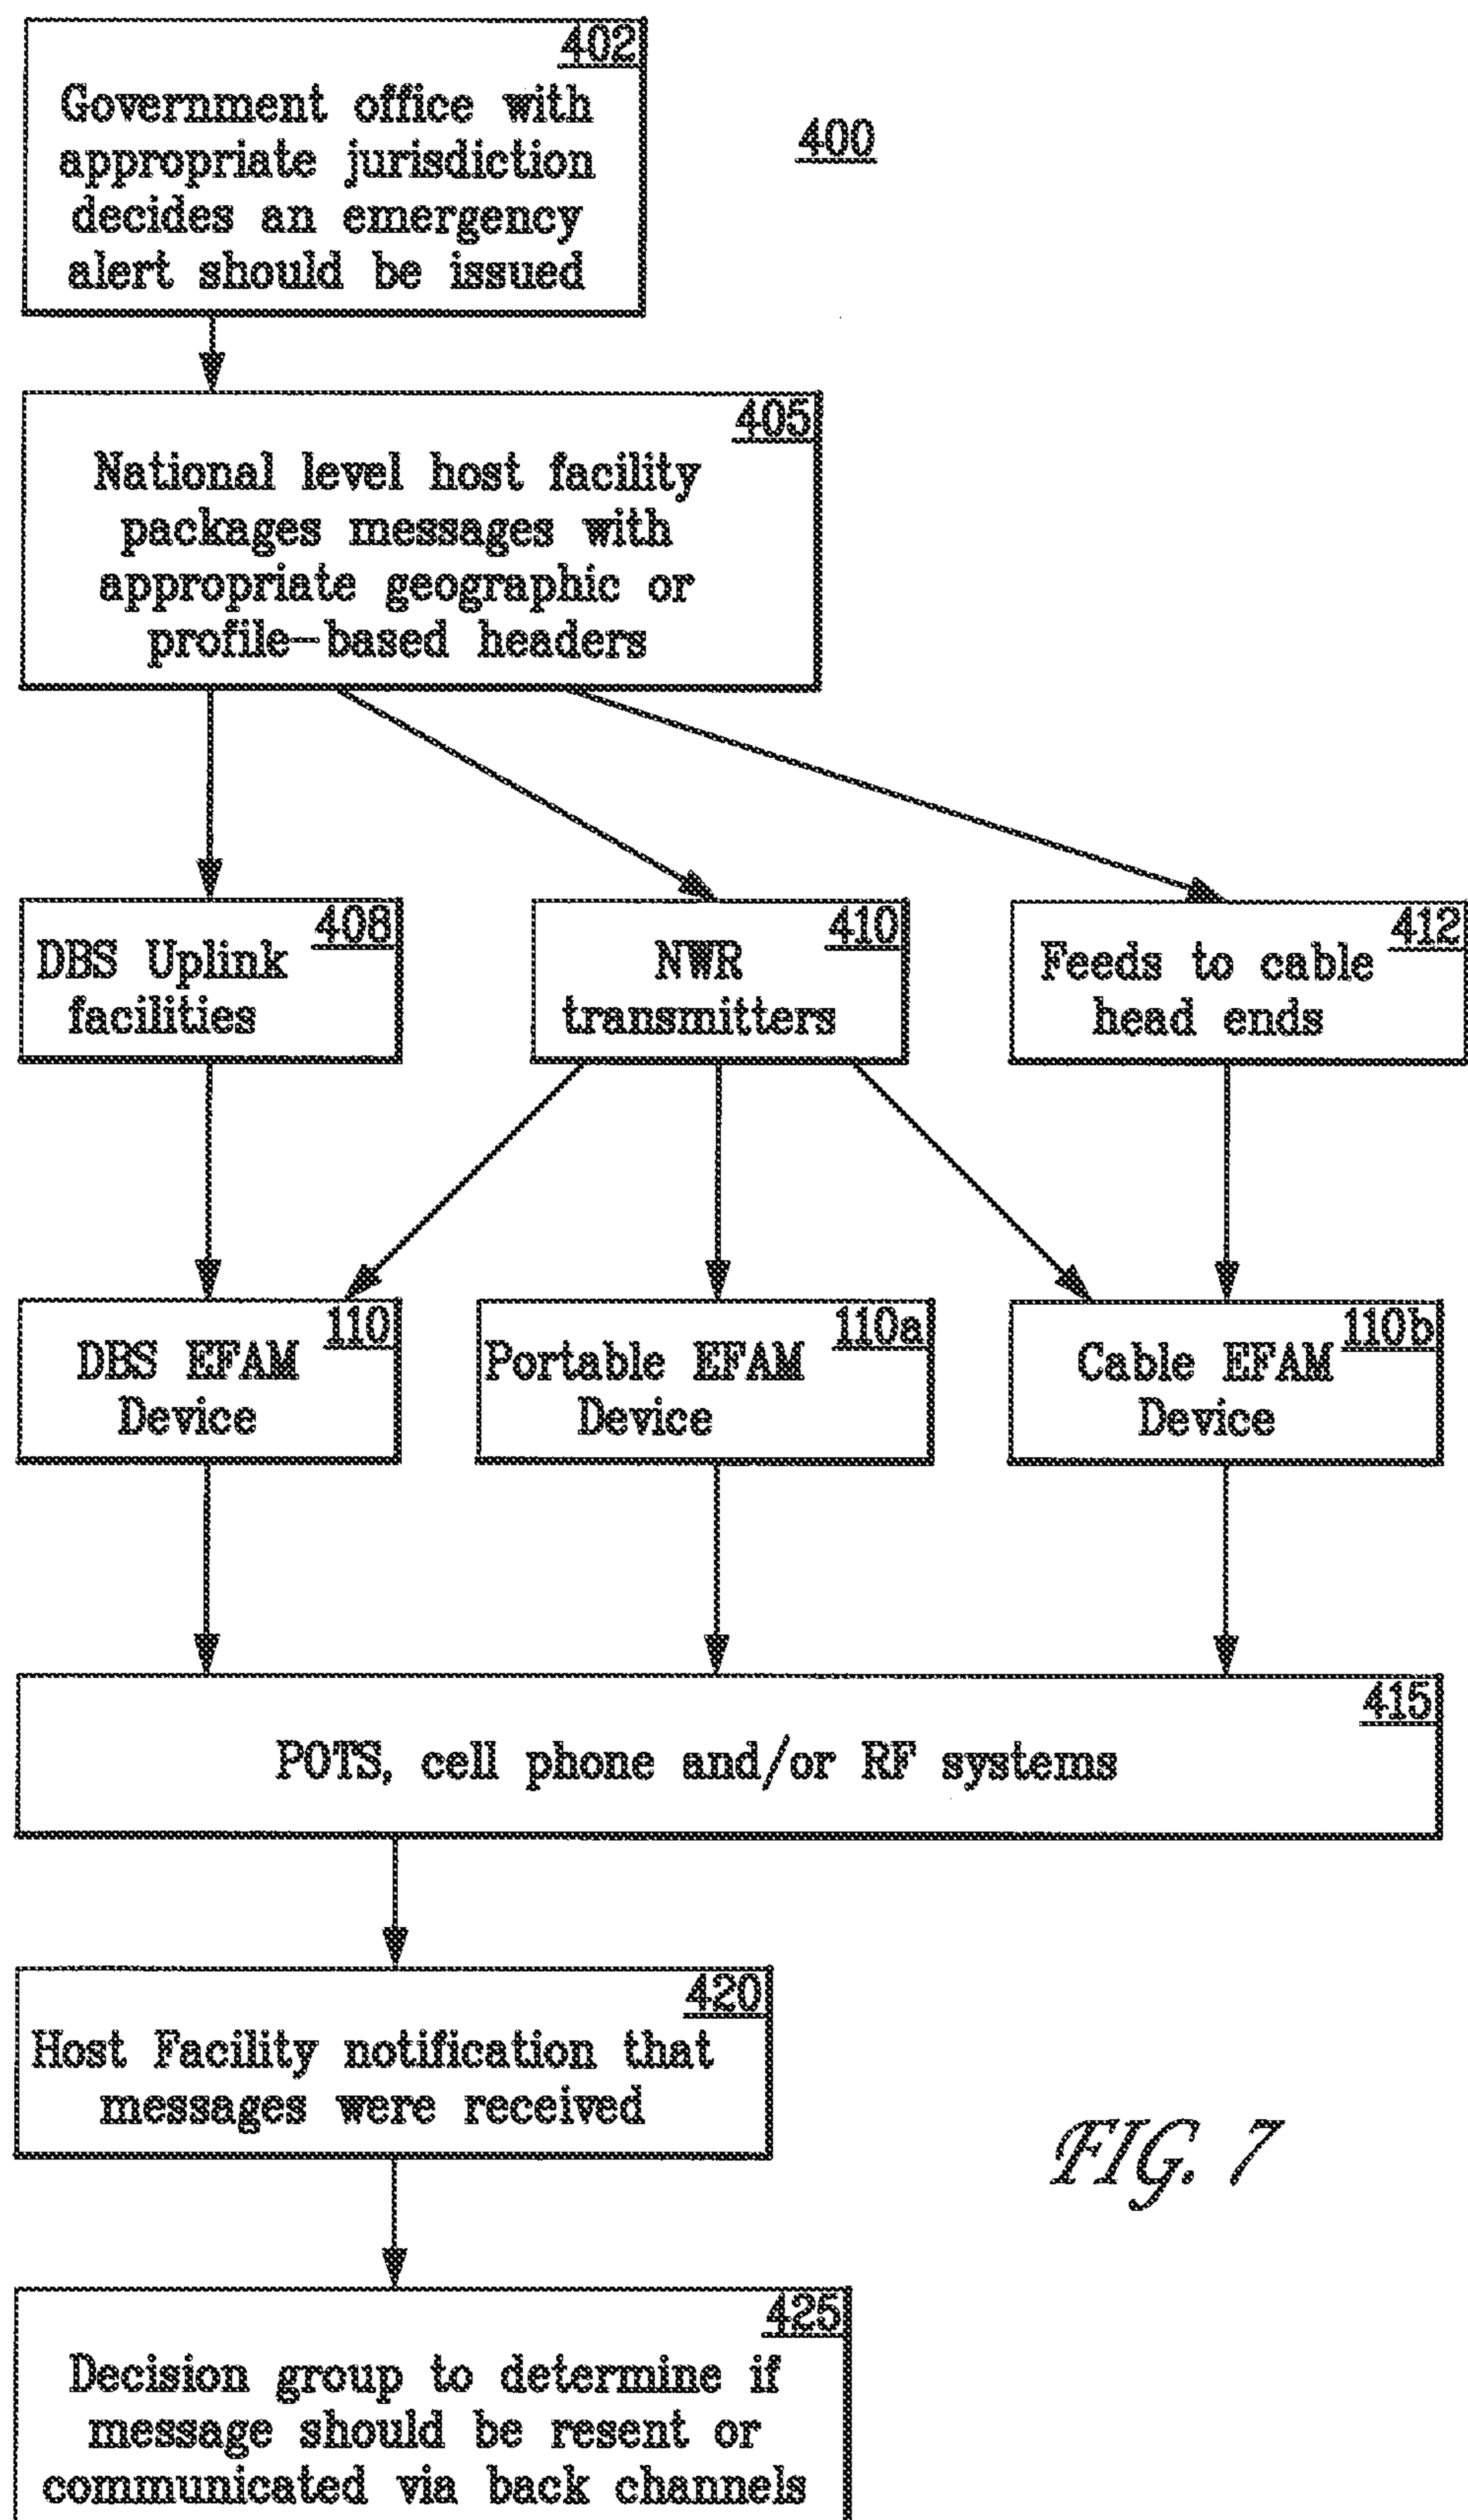 402
Government office with
appropriate jurisdiction
decides an emergency
alert should be issued
400
405
National level host facility
packages messages with
appropriate geographic or
profile-based headers
408
DBS Uplink
facilities
410
NWR
transmitters
412
Feeds to cable
head ends
110
DBS EFAM
Device
110a
Portable EFAM
Device
110b
Cable EFAM
Device
415
POTS, cell phone and/or RF systems
420
Host Facility notification that
messages were received
FIG. 7
425
Decision group to determine if
message should be resent or
communicated via back channels